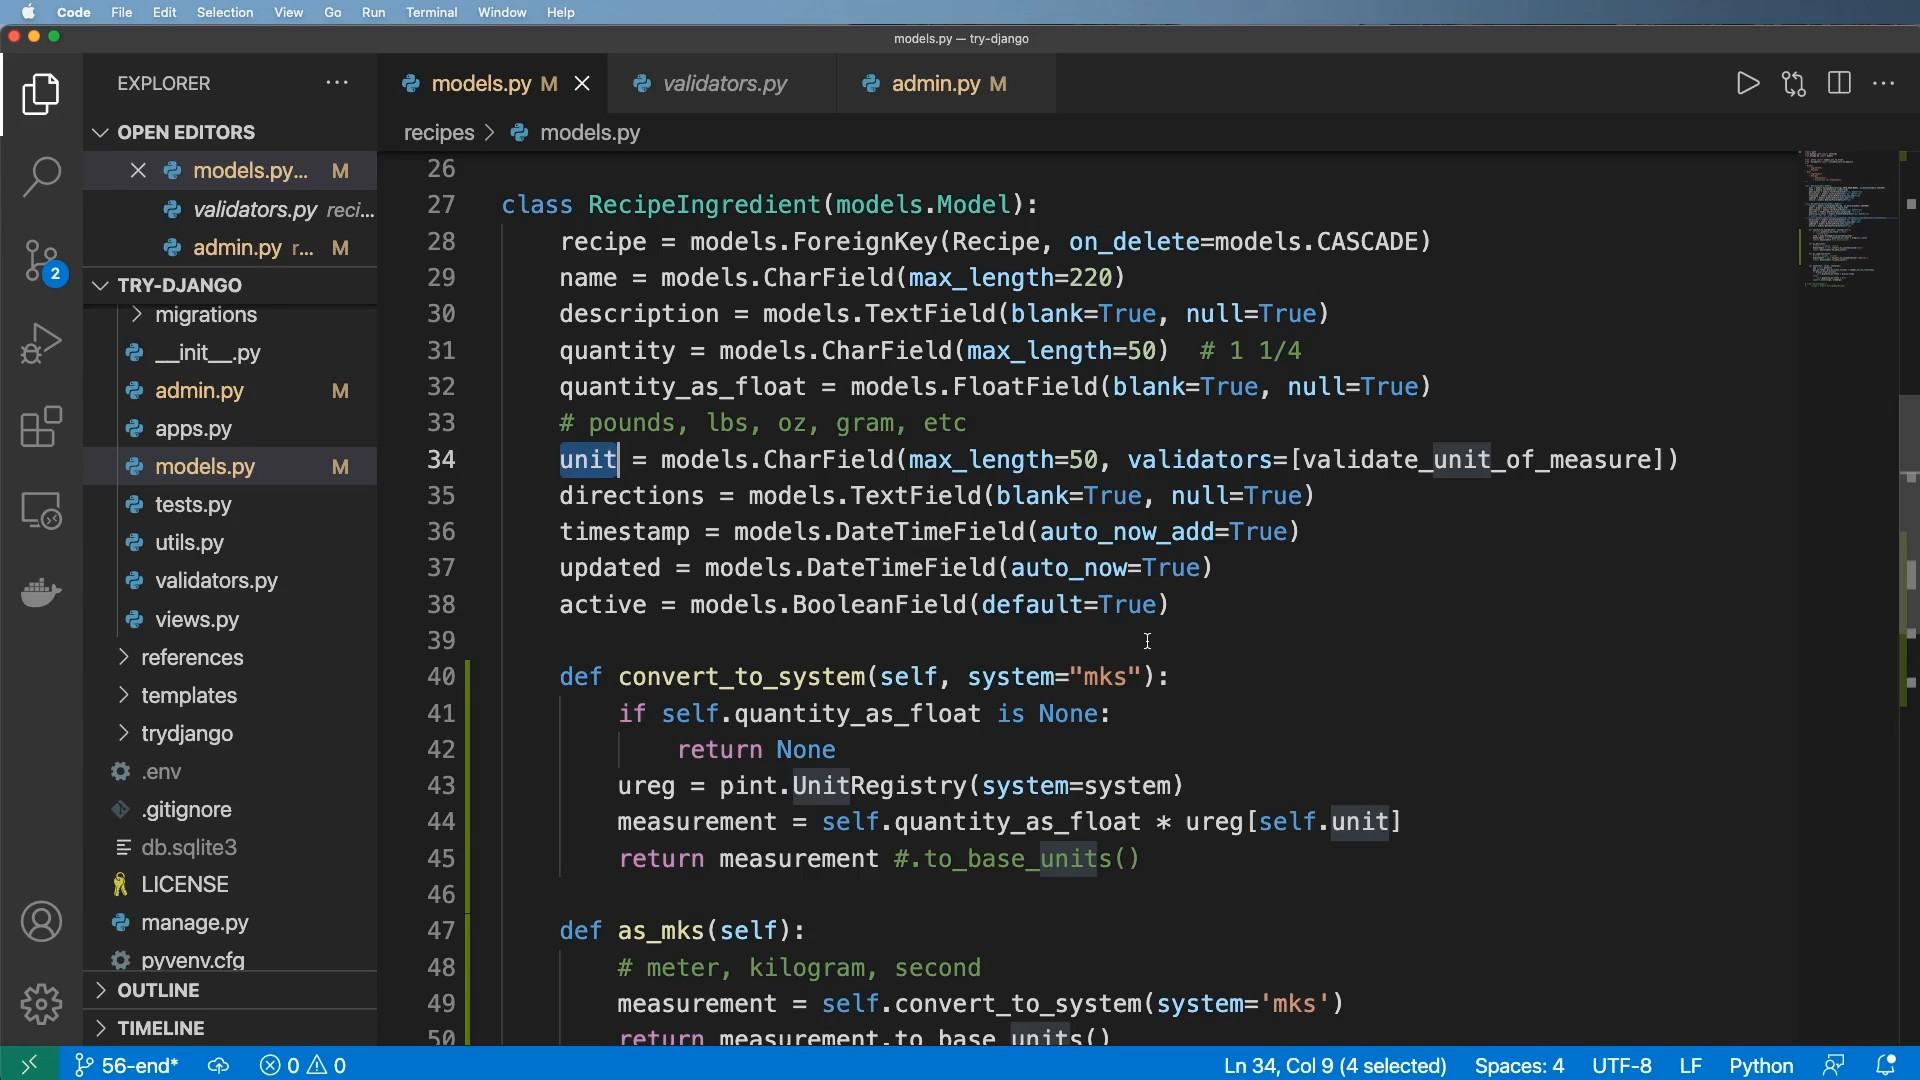 Code File Edit Selection View Go Run Terminal Window Help
models.py — try-django
EXPLORER
models.py M
validators.py
admin.py M
OPEN EDITORS
recipes > models.py
models.py... M
validators.py reci...
admin.py r... M
TRY-DJANGO
migrations
__init__.py
admin.py M
apps.py
models.py M
tests.py
utils.py
validators.py
views.py
references
templates
trydjango
.env
.gitignore
db.sqlite3
LICENSE
manage.py
pyvenv.cfg
OUTLINE
TIMELINE
2
26
27 class RecipeIngredient(models.Model):
28 recipe = models.ForeignKey(Recipe, on_delete=models.CASCADE)
29 name = models.CharField(max_length=220)
30 description = models.TextField(blank=True, null=True)
31 quantity = models.CharField(max_length=50) # 1 1/4
32 quantity_as_float = models.FloatField(blank=True, null=True)
33 # pounds, lbs, oz, gram, etc
34 unit = models.CharField(max_length=50, validators=[validate_unit_of_measure])
35 directions = models.TextField(blank=True, null=True)
36 timestamp = models.DateTimeField(auto_now_add=True)
37 updated = models.DateTimeField(auto_now=True)
38 active = models.BooleanField(default=True)
39
40 def convert_to_system(self, system="mks"):
41 if self.quantity_as_float is None:
42 return None
43 ureg = pint.UnitRegistry(system=system)
44 measurement = self.quantity_as_float * ureg[self.unit]
45 return measurement #.to_base_units()
46
47 def as_mks(self):
48 # meter, kilogram, second
49 measurement = self.convert_to_system(system='mks')
50 return measurement.to_base_units()
56-end* 0 0 Ln 34, Col 9 (4 selected) Spaces: 4 UTF-8 LF Python